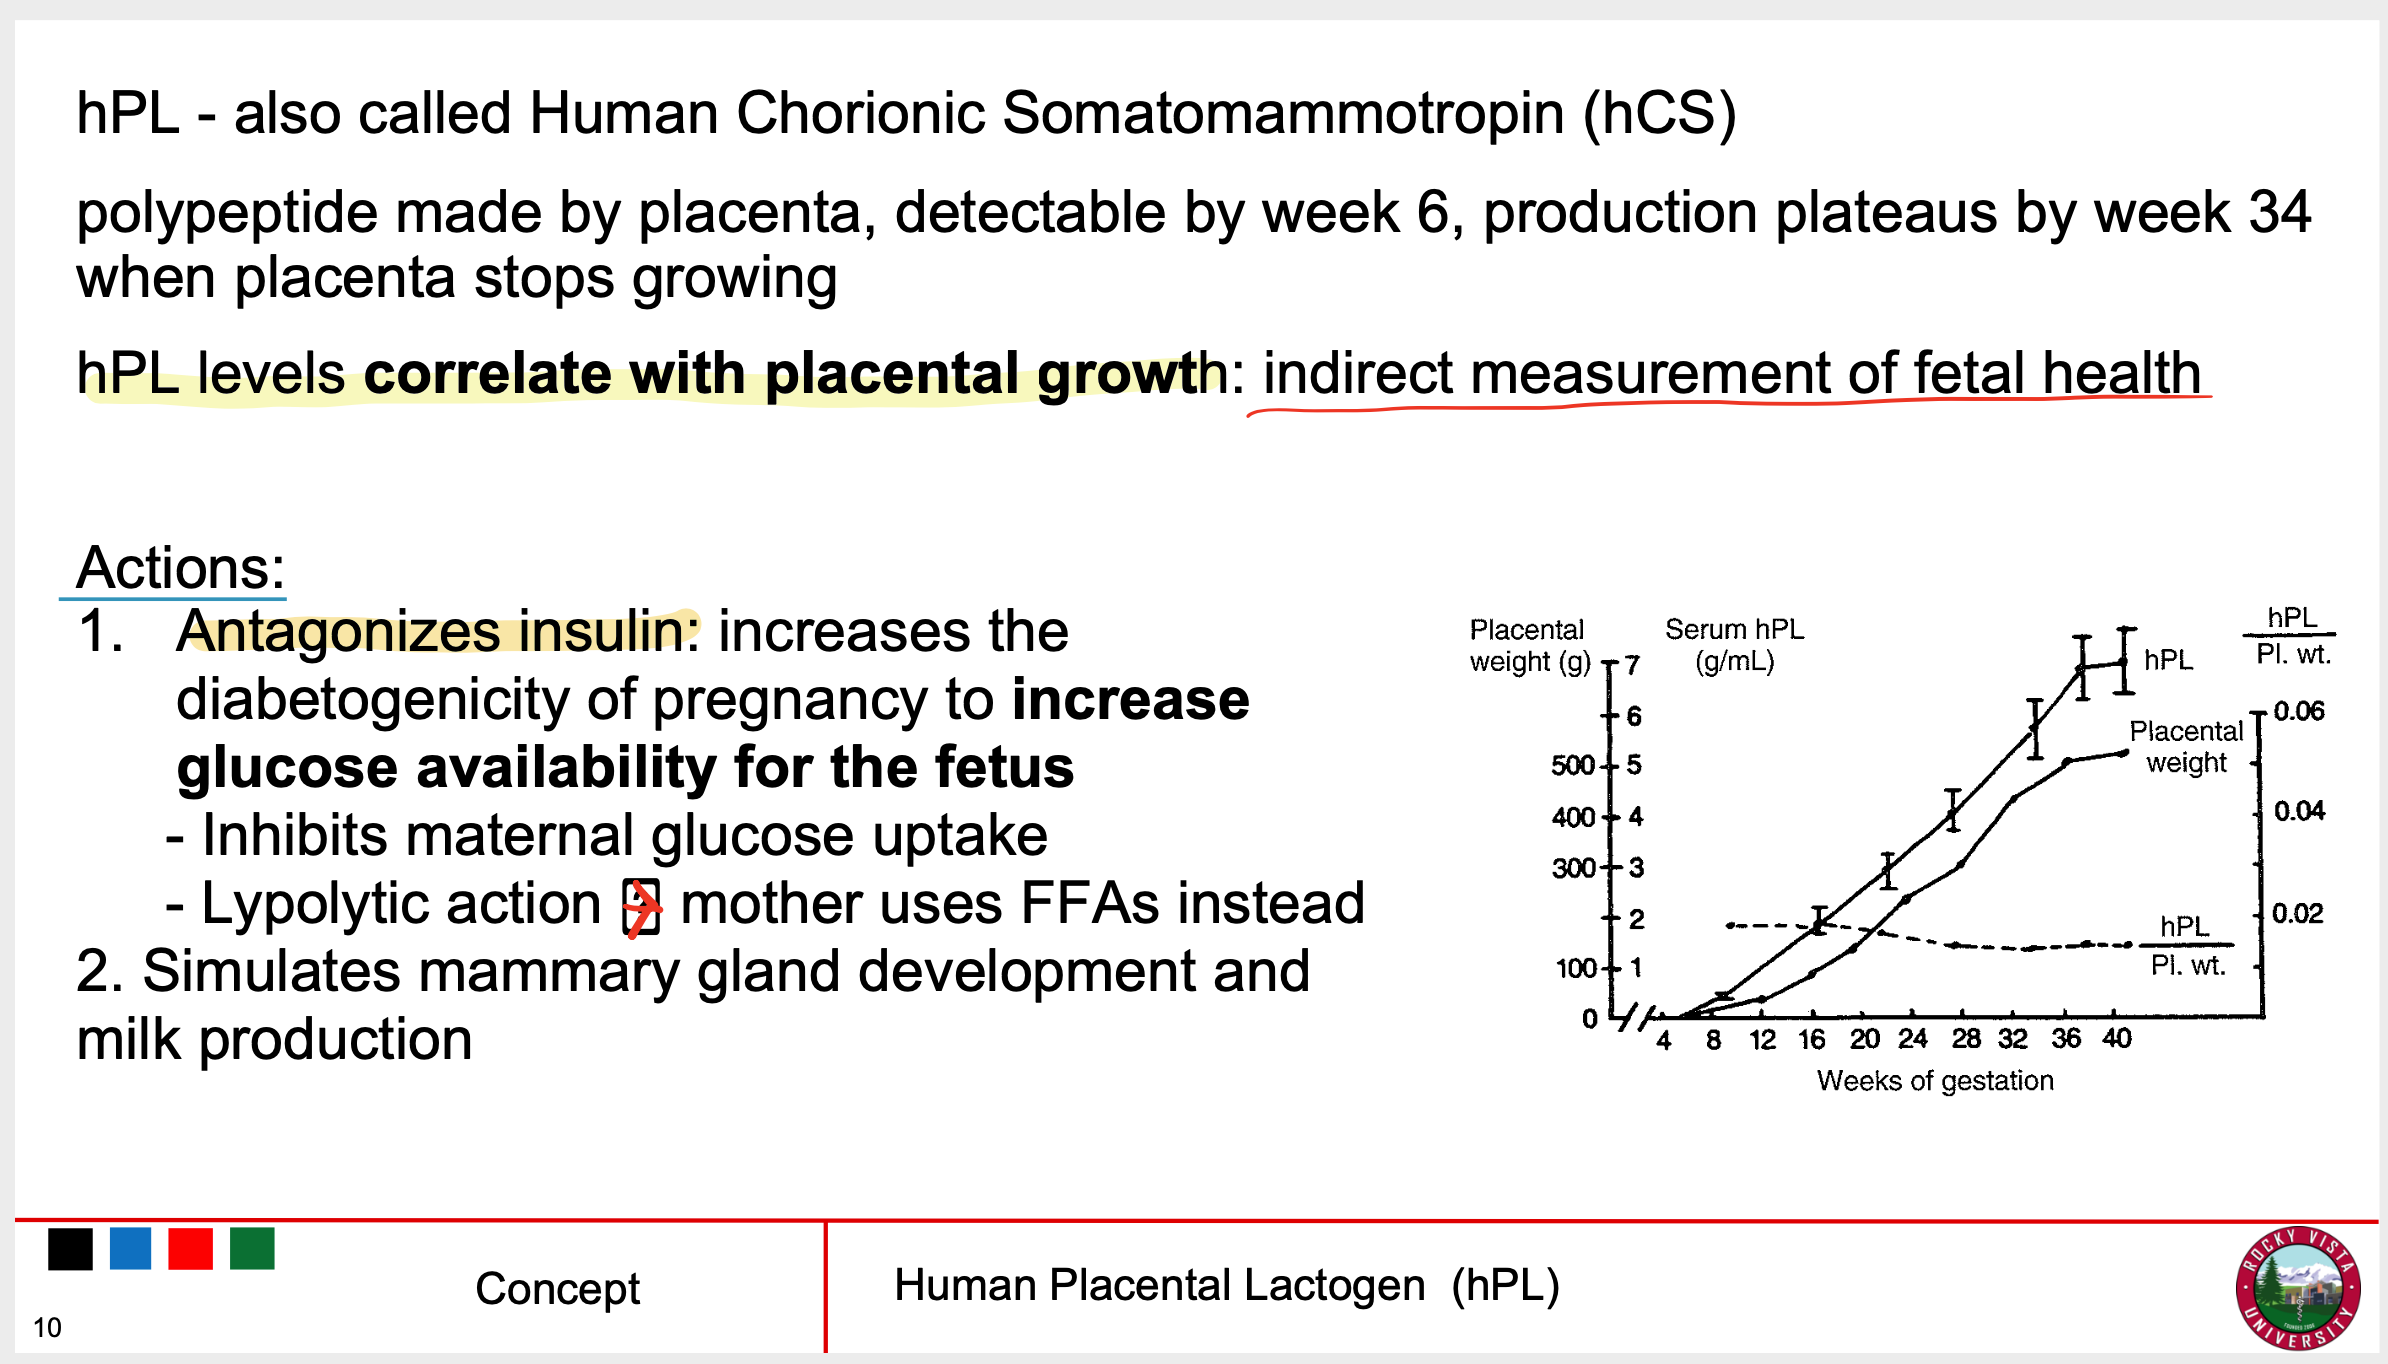 hPL - also called Human Chorionic Somatomammotropin (hCS)
polypeptide made by placenta, detectable by week 6, production plateaus by week 34
when placenta stops growing
hPL levels correlate with placental growth: indirect measurement of fetal health
Actions:
1. Antagonizes insulin: increases the
diabetogenicity of pregnancy to increase
glucose availability for the fetus
- Inhibits maternal glucose uptake
- Lypolytic action → mother uses FFAs instead
2. Simulates mammary gland development and
milk production
Placental
weight (g)
Serum hPL
(g/mL)
7
6
500 5
400 4
300 3
2
100 1
0
hPL
Placental
weight
hPL
Pl. wt.
hPL
Pl. wt.
0.06
0.04
0.02
4 8 12 16 20 24 28 32 36 40
Weeks of gestation
Concept
Human Placental Lactogen (hPL)
10
ROCKY VISTA
UNIVERSITY